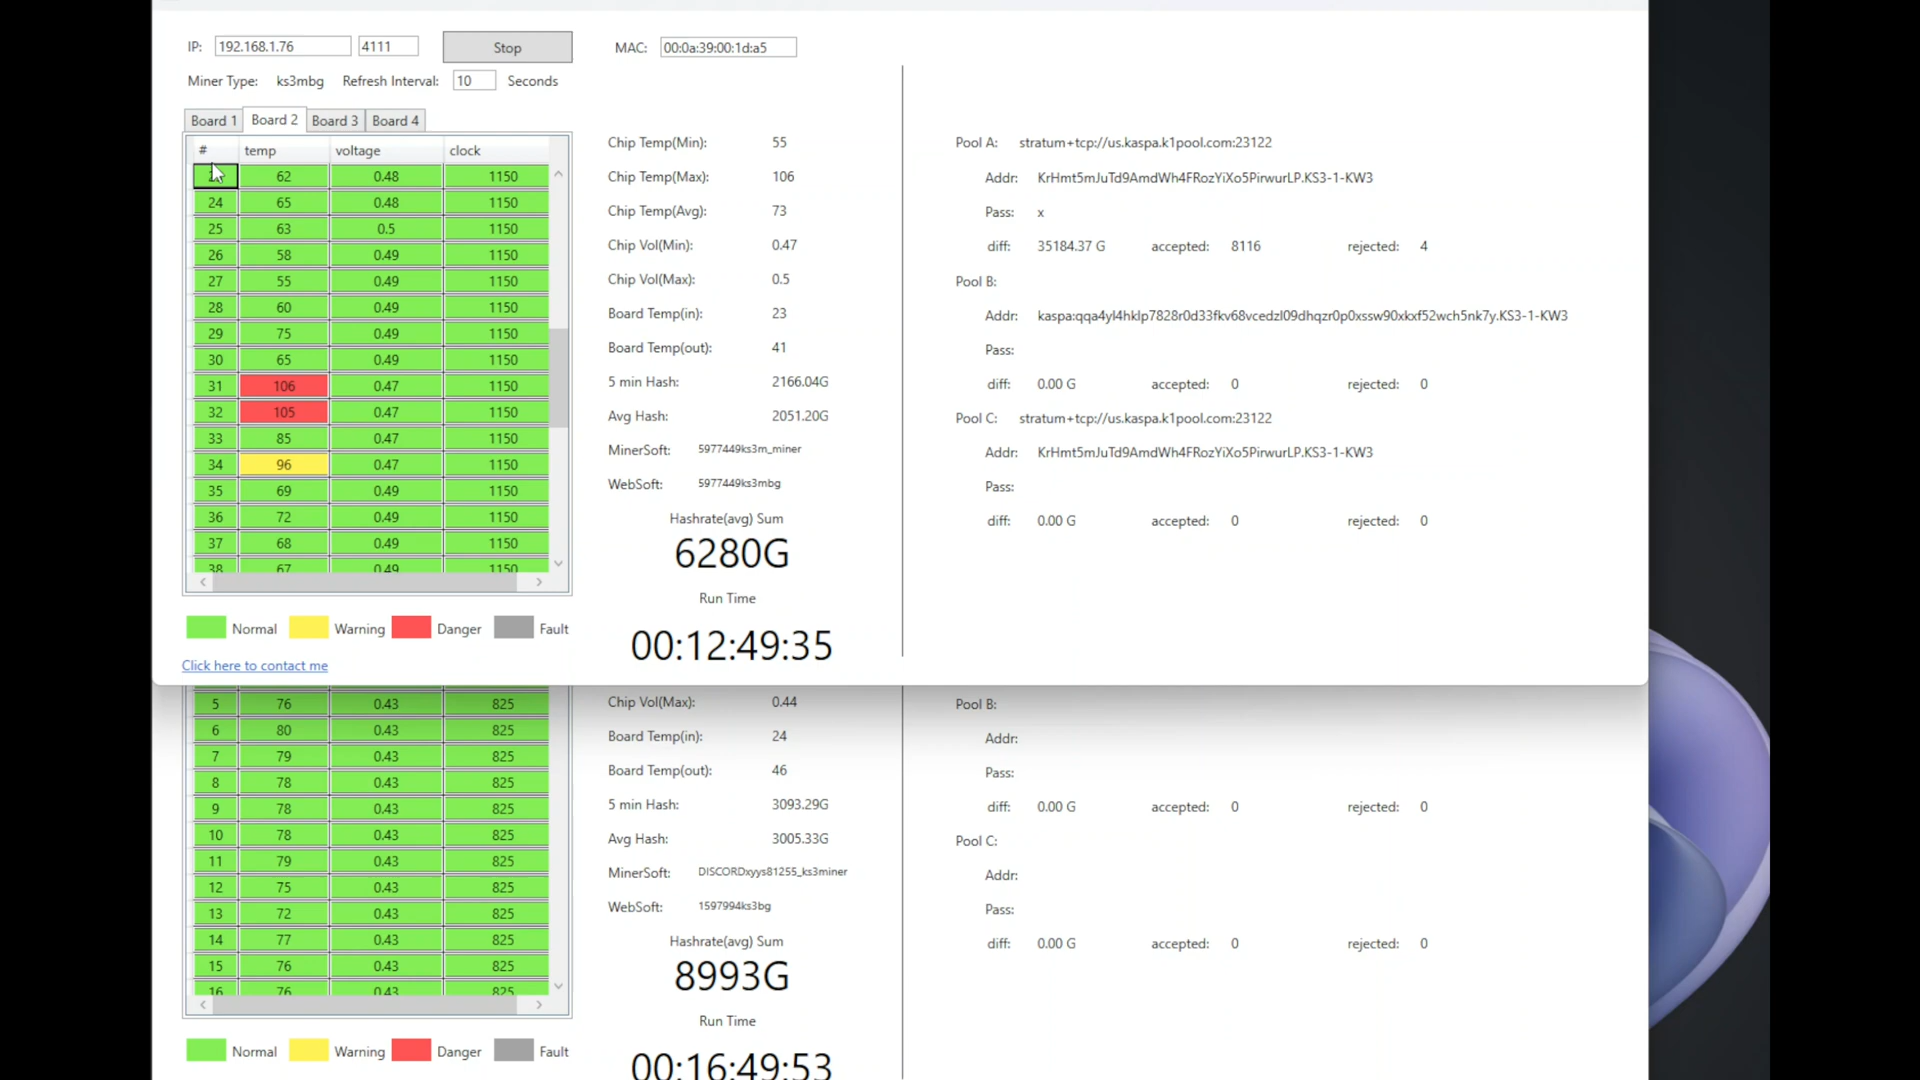 IP: 192.168.1.76 4111 Stop MAC: 00:0a:39:00:1d:a5
Miner Type: ks3mbg Refresh Interval: 10 Seconds
Board 1 Board 2 Board 3 Board 4
# temp voltage clock
62 0.48 1150
24 65 0.48 1150
25 63 0.5 1150
26 58 0.49 1150
27 55 0.49 1150
28 60 0.49 1150
29 75 0.49 1150
30 65 0.49 1150
31 106 0.47 1150
32 105 0.47 1150
33 85 0.47 1150
34 96 0.47 1150
35 69 0.49 1150
36 72 0.49 1150
37 68 0.49 1150
38 67 0.49 1150
Normal Warning Danger Fault
Click here to contact me
Chip Temp(Min): 55
Chip Temp(Max): 106
Chip Temp(Avg): 73
Chip Vol(Min): 0.47
Chip Vol(Max): 0.5
Board Temp(in): 23
Board Temp(out): 41
5 min Hash: 2166.04G
Avg Hash: 2051.20G
MinerSoft: 5977449ks3m_miner
WebSoft: 5977449ks3mbg
Hashrate(avg) Sum
6280G
Run Time
00:12:49:35
Pool A: stratum+tcp://us.kaspa.k1pool.com:23122
Addr: KrHmt5mJuTd9AmdWh4FRozYiXo5PirwurLP.KS3-1-KW3
Pass: x
diff: 35184.37 G accepted: 8116 rejected: 4
Pool B:
Addr: kaspa:qqa4yl4hklp7828r0d33fkv68vcedzl09dhqzr0p0xssw90xkxf52wch5nk7y.KS3-1-KW3
Pass:
diff: 0.00 G accepted: 0 rejected: 0
Pool C: stratum+tcp://us.kaspa.k1pool.com:23122
Addr: KrHmt5mJuTd9AmdWh4FRozYiXo5PirwurLP.KS3-1-KW3
Pass:
diff: 0.00 G accepted: 0 rejected: 0
5 76 0.43 825
6 80 0.43 825
7 79 0.43 825
8 78 0.43 825
9 78 0.43 825
10 78 0.43 825
11 79 0.43 825
12 75 0.43 825
13 72 0.43 825
14 77 0.43 825
15 76 0.43 825
16 76 0.43 825
Normal Warning Danger Fault
Chip Vol(Max): 0.44
Board Temp(in): 24
Board Temp(out): 46
5 min Hash: 3093.29G
Avg Hash: 3005.33G
MinerSoft: DISCORDxyys81255_ks3miner
WebSoft: 1597994ks3bg
Hashrate(avg) Sum
8993G
Run Time
00:16:49:53
Pool B:
Addr:
Pass:
diff: 0.00 G accepted: 0 rejected: 0
Pool C:
Addr:
Pass:
diff: 0.00 G accepted: 0 rejected: 0